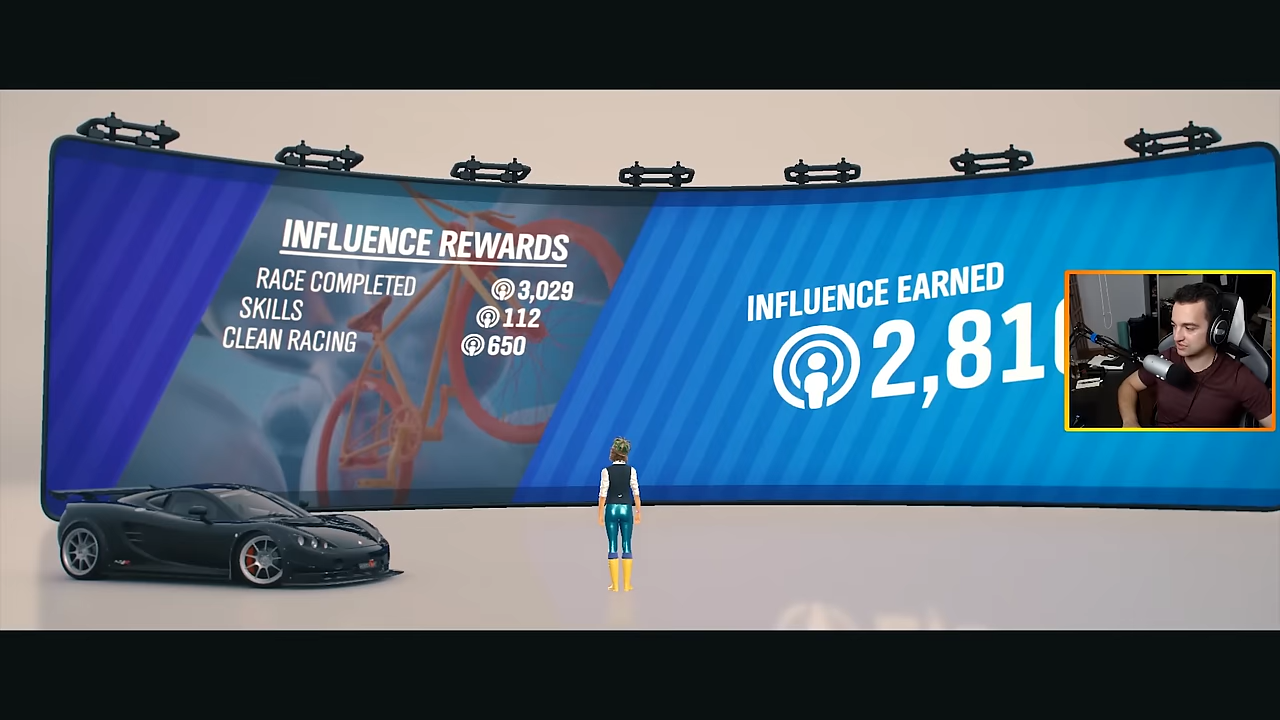 INFLUENCE REWARDS
RACE COMPLETED 3,029
SKILLS 112
CLEAN RACING 650
INFLUENCE EARNED
2,81